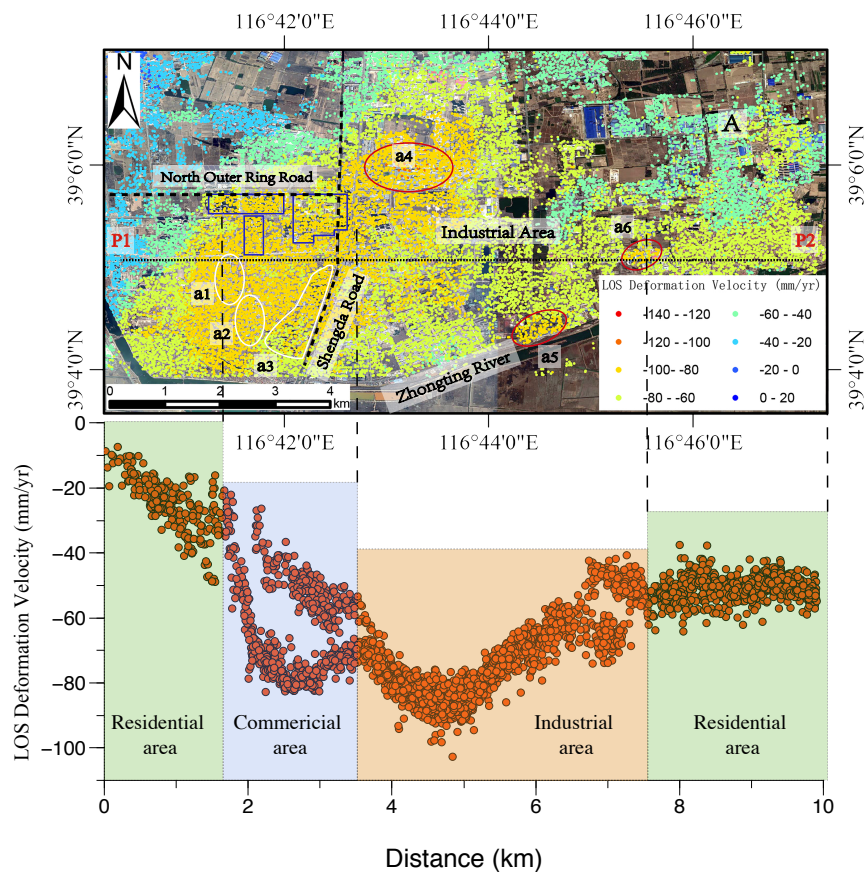 116°42'0"E 116°44'0"E 116°46'0"E
N
A
a4
39°6'0"N 39°6'0"N
North Outer Ring Road
a6
P1 Industrial Area P2
LOS Deformation Velocity (mm/yr)
-140 - -120 -60 - -40
-120 - -100 -40 - -20
-100 - -80 -20 - 0
-80 - -60 0 - 20
a1
a2
Shengda Road
a3
Zhongting River
a5
39°4'0"N 39°4'0"N
0 1 2 3 4
km
116°42'0"E 116°44'0"E 116°46'0"E
LOS Deformation Velocity (mm/yr)
0
−20
−40
−60
−80
−100
Residential
area
Commericial
area
Industrial
area
Residential
area
0 2 4 6 8 10
Distance (km)